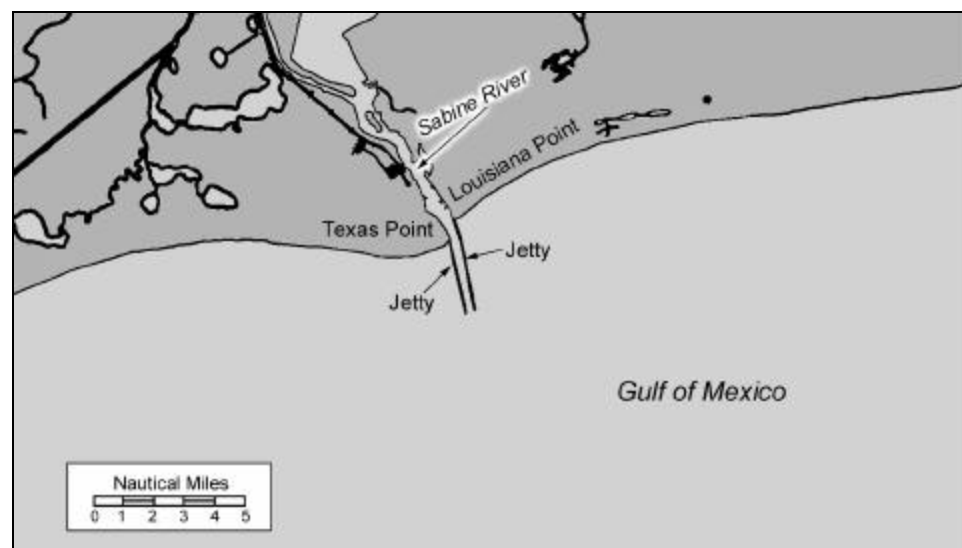 Sabine River
Louisiana Point
Texas Point
Jetty
Jetty
Gulf of Mexico
Nautical Miles
0 1 2 3 4 5